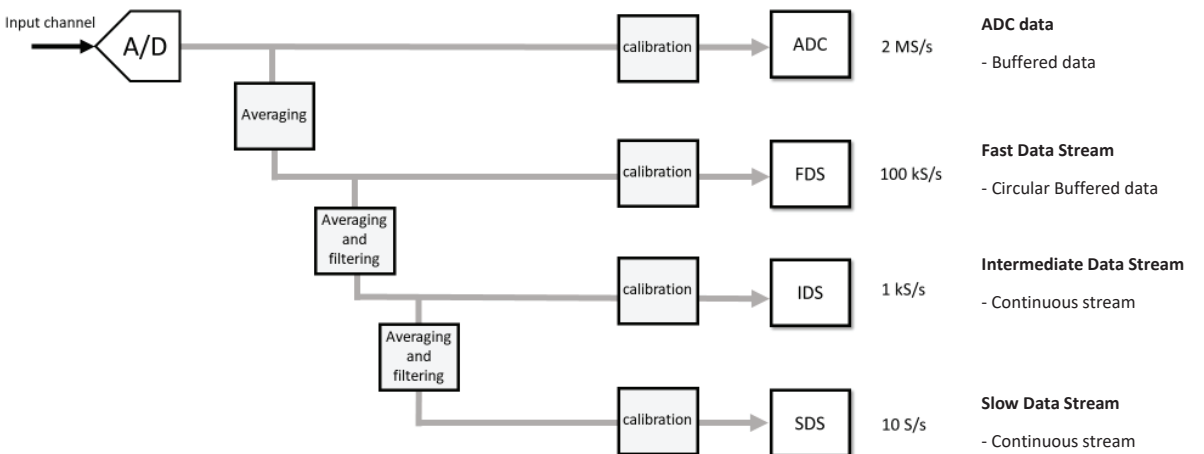 Input channel
A/D
calibration
ADC
2 MS/s
ADC data
- Buffered data
Averaging
calibration
FDS
100 kS/s
Fast Data Stream
- Circular Buffered data
Averaging
and
filtering
calibration
IDS
1 kS/s
Intermediate Data Stream
- Continuous stream
Averaging
and
filtering
calibration
SDS
10 S/s
Slow Data Stream
- Continuous stream